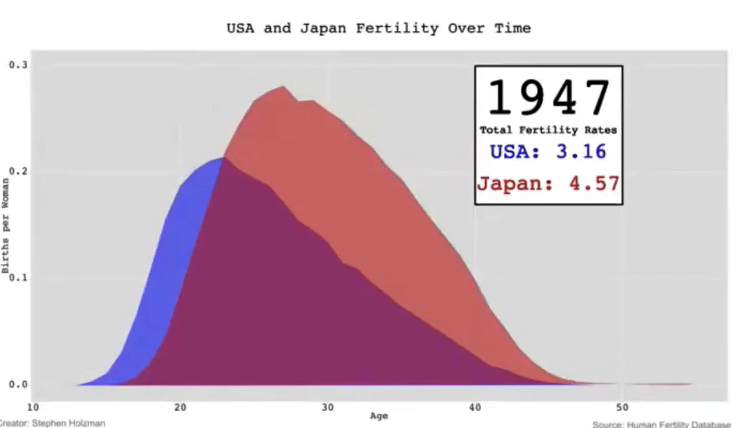 USA and Japan Fertility Over Time
1947
Total Fertility Rates
USA: 3.16
Japan: 4.57
Births per Woman
0.3
0.2
0.1
0.0
10 20 30 40 50
Age
Creator: Stephen Holzman
Source: Human Fertility Database